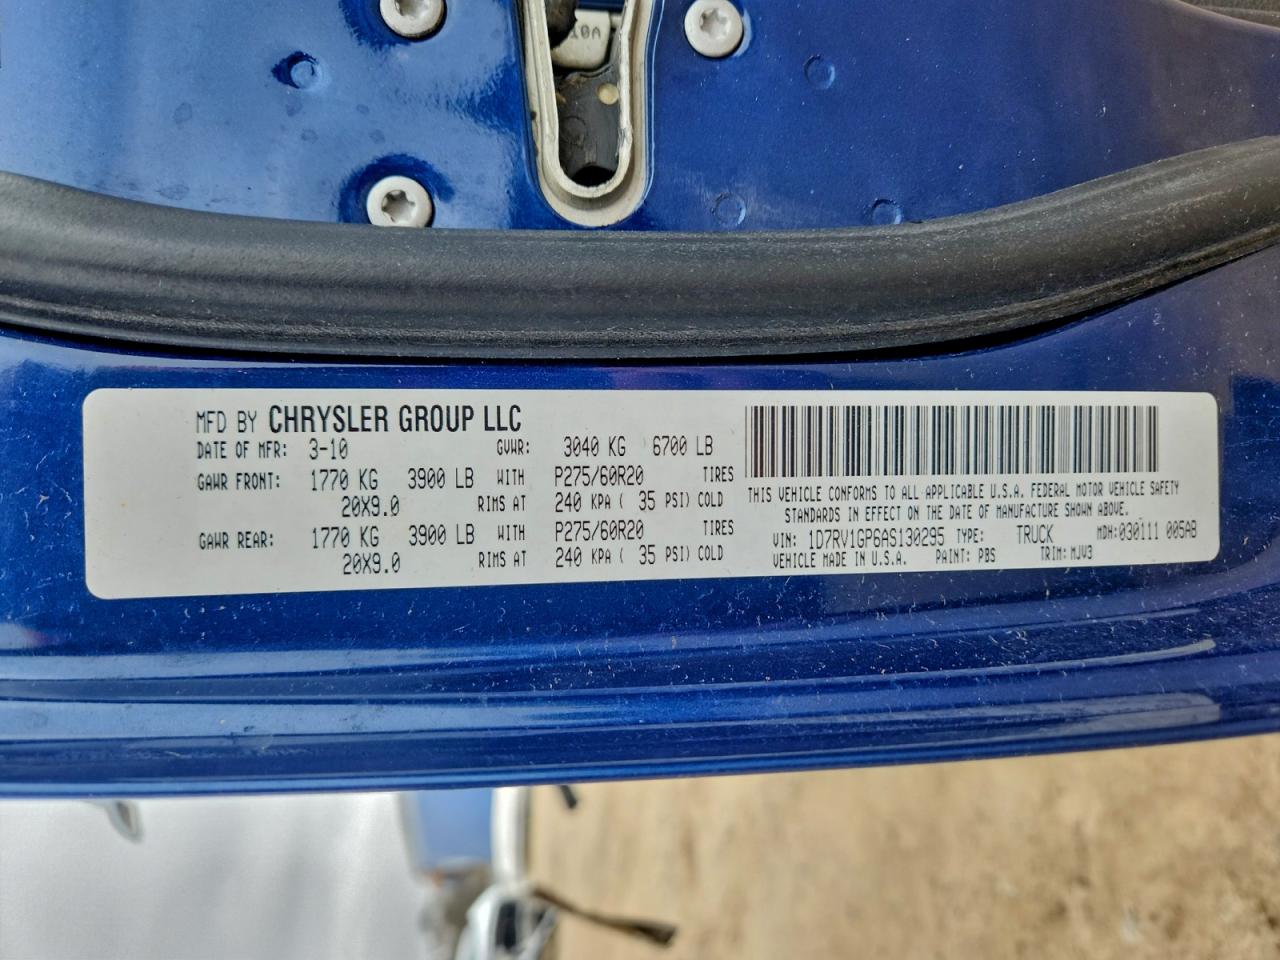 10A
MFD BY CHRYSLER GROUP LLC
DATE OF MFR: 3-10 GVWR: 3040 KG 6700 LB
GAWR FRONT: 1770 KG 3900 LB WITH P275/60R20 TIRES
20X9.0 RIMS AT 240 KPA ( 35 PSI) COLD
GAWR REAR: 1770 KG 3900 LB WITH P275/60R20 TIRES
20X9.0 RIMS AT 240 KPA ( 35 PSI) COLD
THIS VEHICLE CONFORMS TO ALL APPLICABLE U.S.A. FEDERAL MOTOR VEHICLE SAFETY
STANDARDS IN EFFECT ON THE DATE OF MANUFACTURE SHOWN ABOVE.
VIN: 1D7RV1GP6AS130295 TYPE: TRUCK MDH:030111 005AB
VEHICLE MADE IN U.S.A. PAINT: PBS TRIM: MJV3